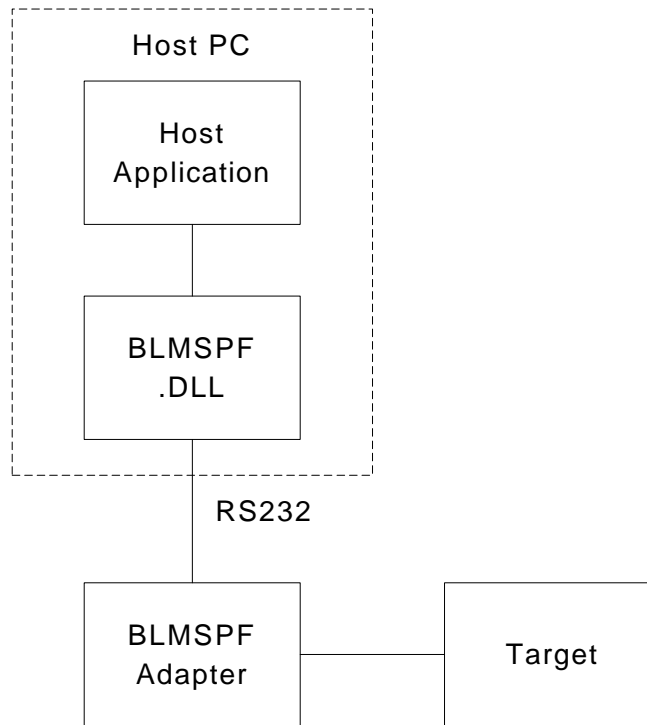 Host PC
Host
Application
BLMSPF
.DLL
RS232
BLMSPF
Adapter
Target